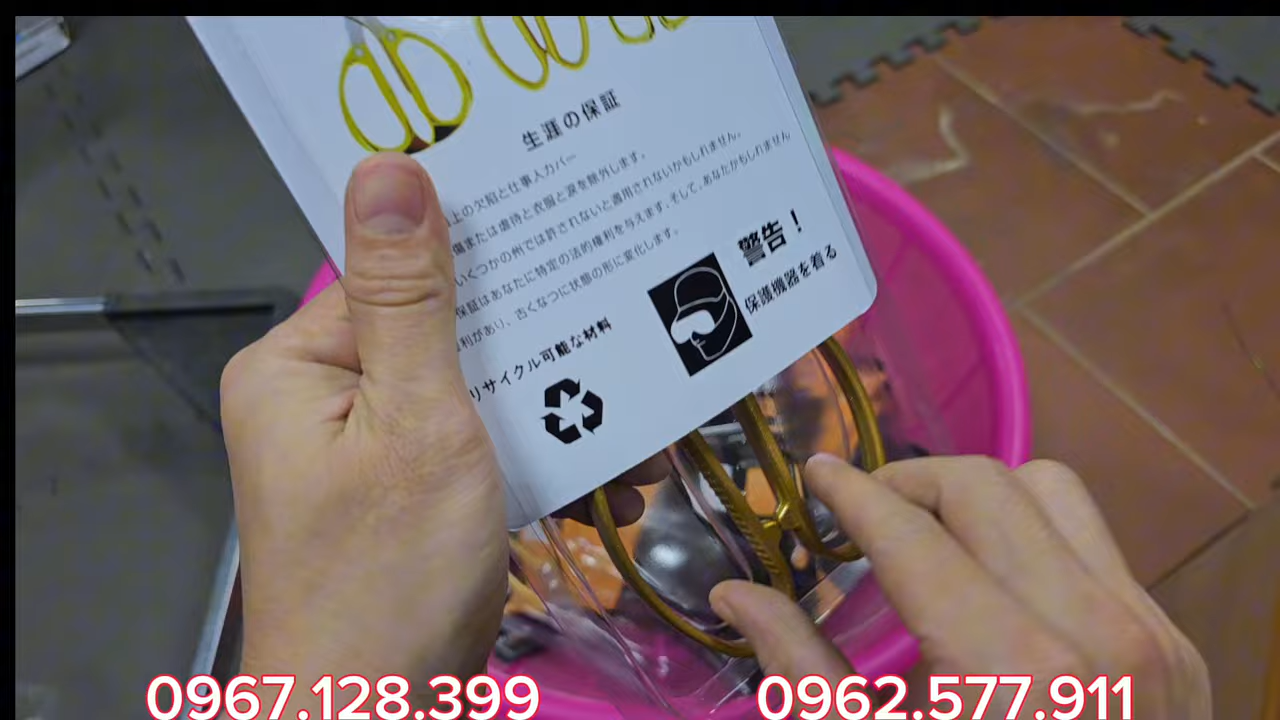 生涯の保証
上の欠陥と仕事人カバー
傷または虐待と衣服と涙を除外します。
いくつかの州では許されないと適用されないかもしれません。
保証はあなたに特定の法的権利を与えます、そして、あなたがかもしれません
利があり、古くなつに状態の形に変化します。
リサイクル可能な材料
警告！
保護機器を着る
0967.128.399
0962.577.911